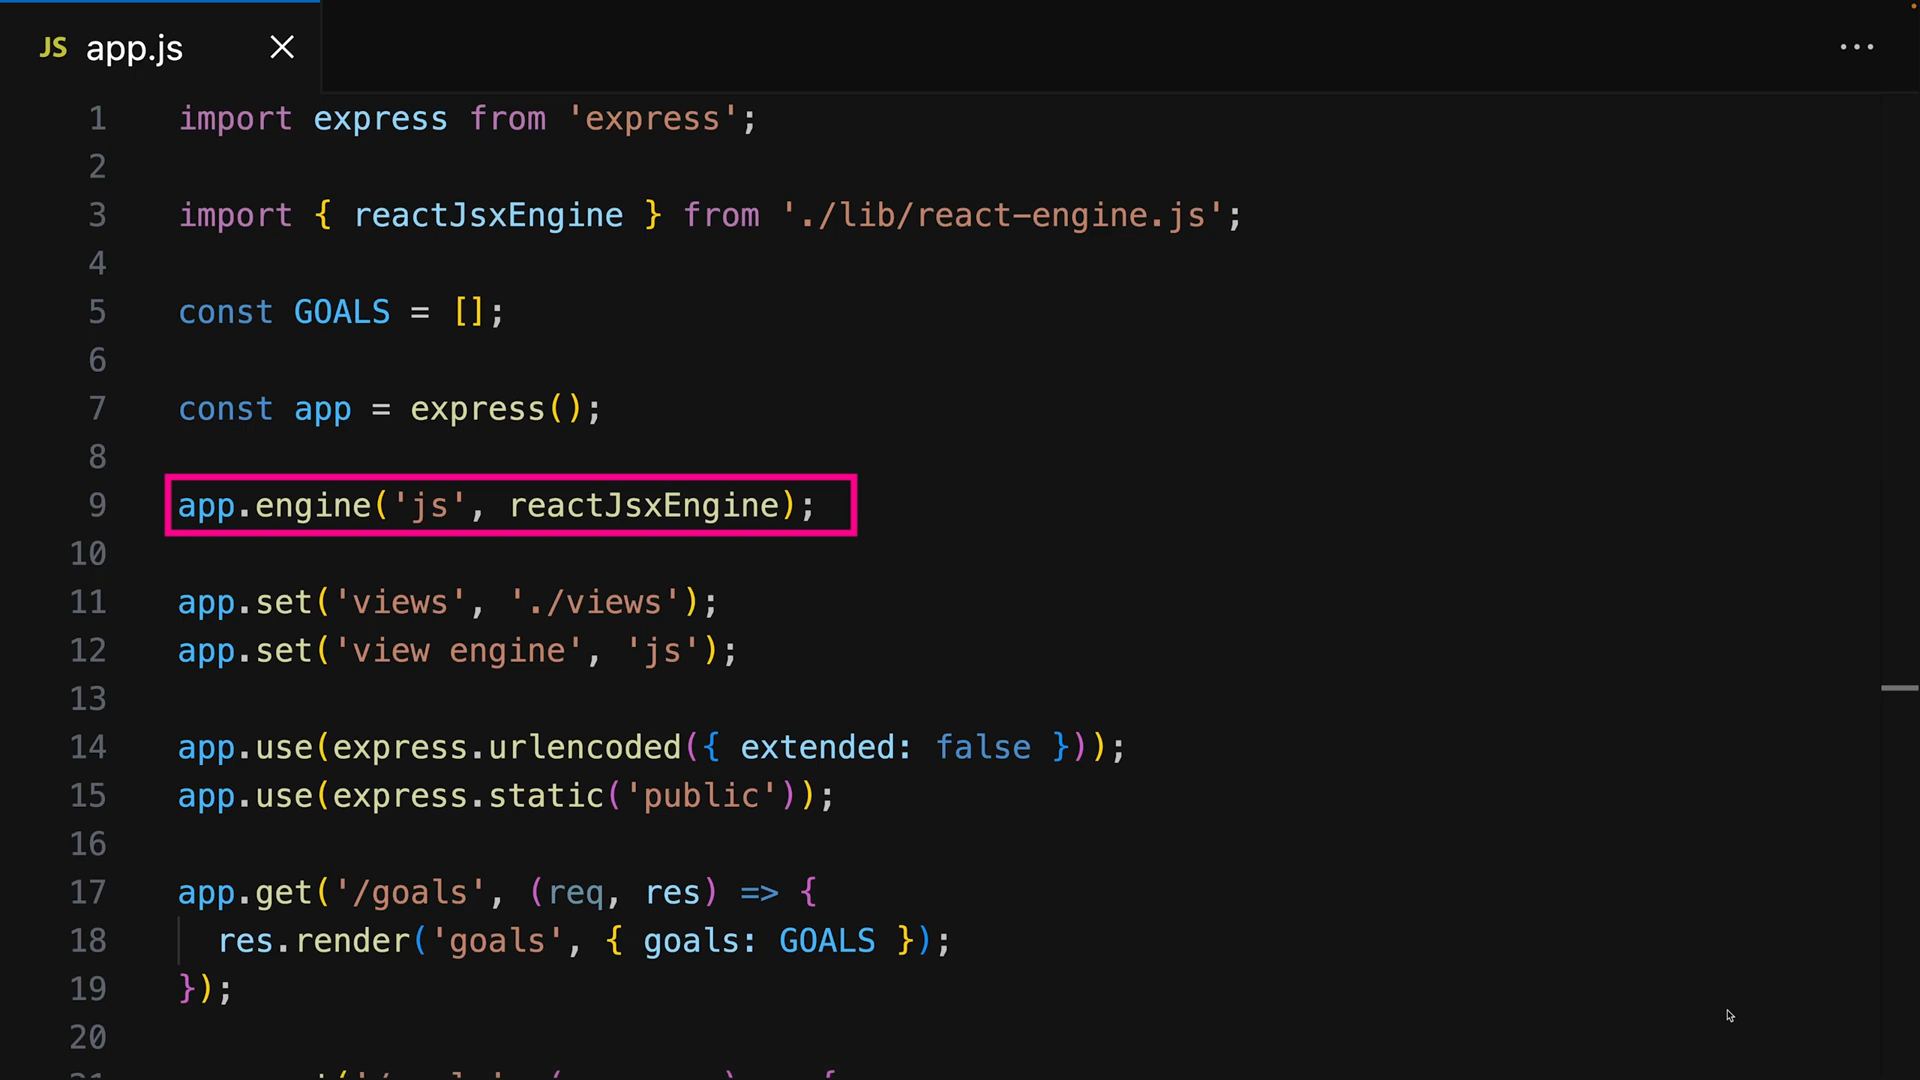 JS app.js
1 import express from 'express';
2
3 import { reactJsxEngine } from './lib/react-engine.js';
4
5 const GOALS = [];
6
7 const app = express();
8
9 app.engine('js', reactJsxEngine);
10
11 app.set('views', './views');
12 app.set('view engine', 'js');
13
14 app.use(express.urlencoded({ extended: false }));
15 app.use(express.static('public'));
16
17 app.get('/goals', (req, res) => {
18 res.render('goals', { goals: GOALS });
19 });
20